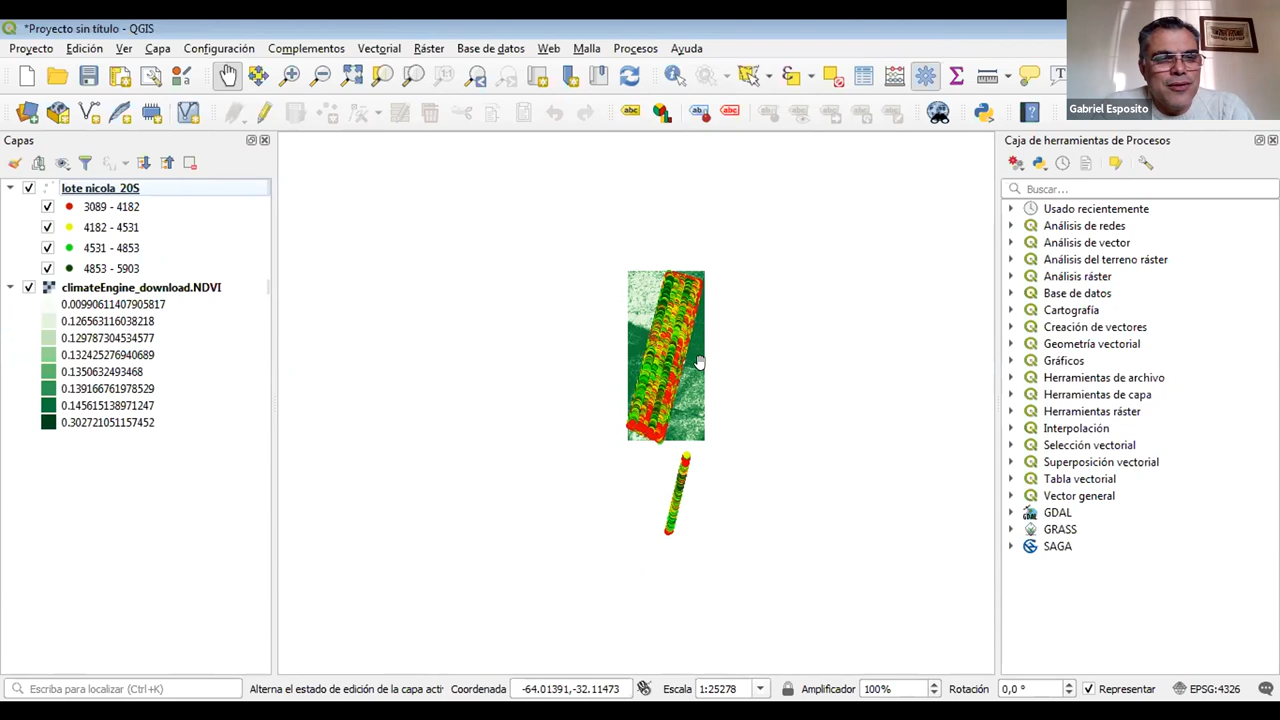 *Proyecto sin título - QGIS
Proyecto Edición Ver Capa Configuración Complementos Vectorial Ráster Base de datos Web Malla Procesos Ayuda
Gabriel Esposito
Capas
Caja de herramientas de Procesos
Buscar...
lote nicola_20S
3089 - 4182
4182 - 4531
4531 - 4853
4853 - 5903
climateEngine_download.NDVI
0.00990611407905817
0.126563116038218
0.129787304534577
0.132425276940689
0.1350632493468
0.139166761978529
0.145615138971247
0.302721051157452
Usado recientemente
Análisis de redes
Análisis de vector
Análisis del terreno ráster
Análisis ráster
Base de datos
Cartografía
Creación de vectores
Geometría vectorial
Gráficos
Herramientas de archivo
Herramientas de capa
Herramientas ráster
Interpolación
Selección vectorial
Superposición vectorial
Tabla vectorial
Vector general
GDAL
GRASS
SAGA
Escriba para localizar (Ctrl+K)
Alterna el estado de edición de la capa acti
Coordenada -64.01391,-32.11473
Escala 1:25278
Amplificador 100%
Rotación 0,0 °
Representar
EPSG:4326